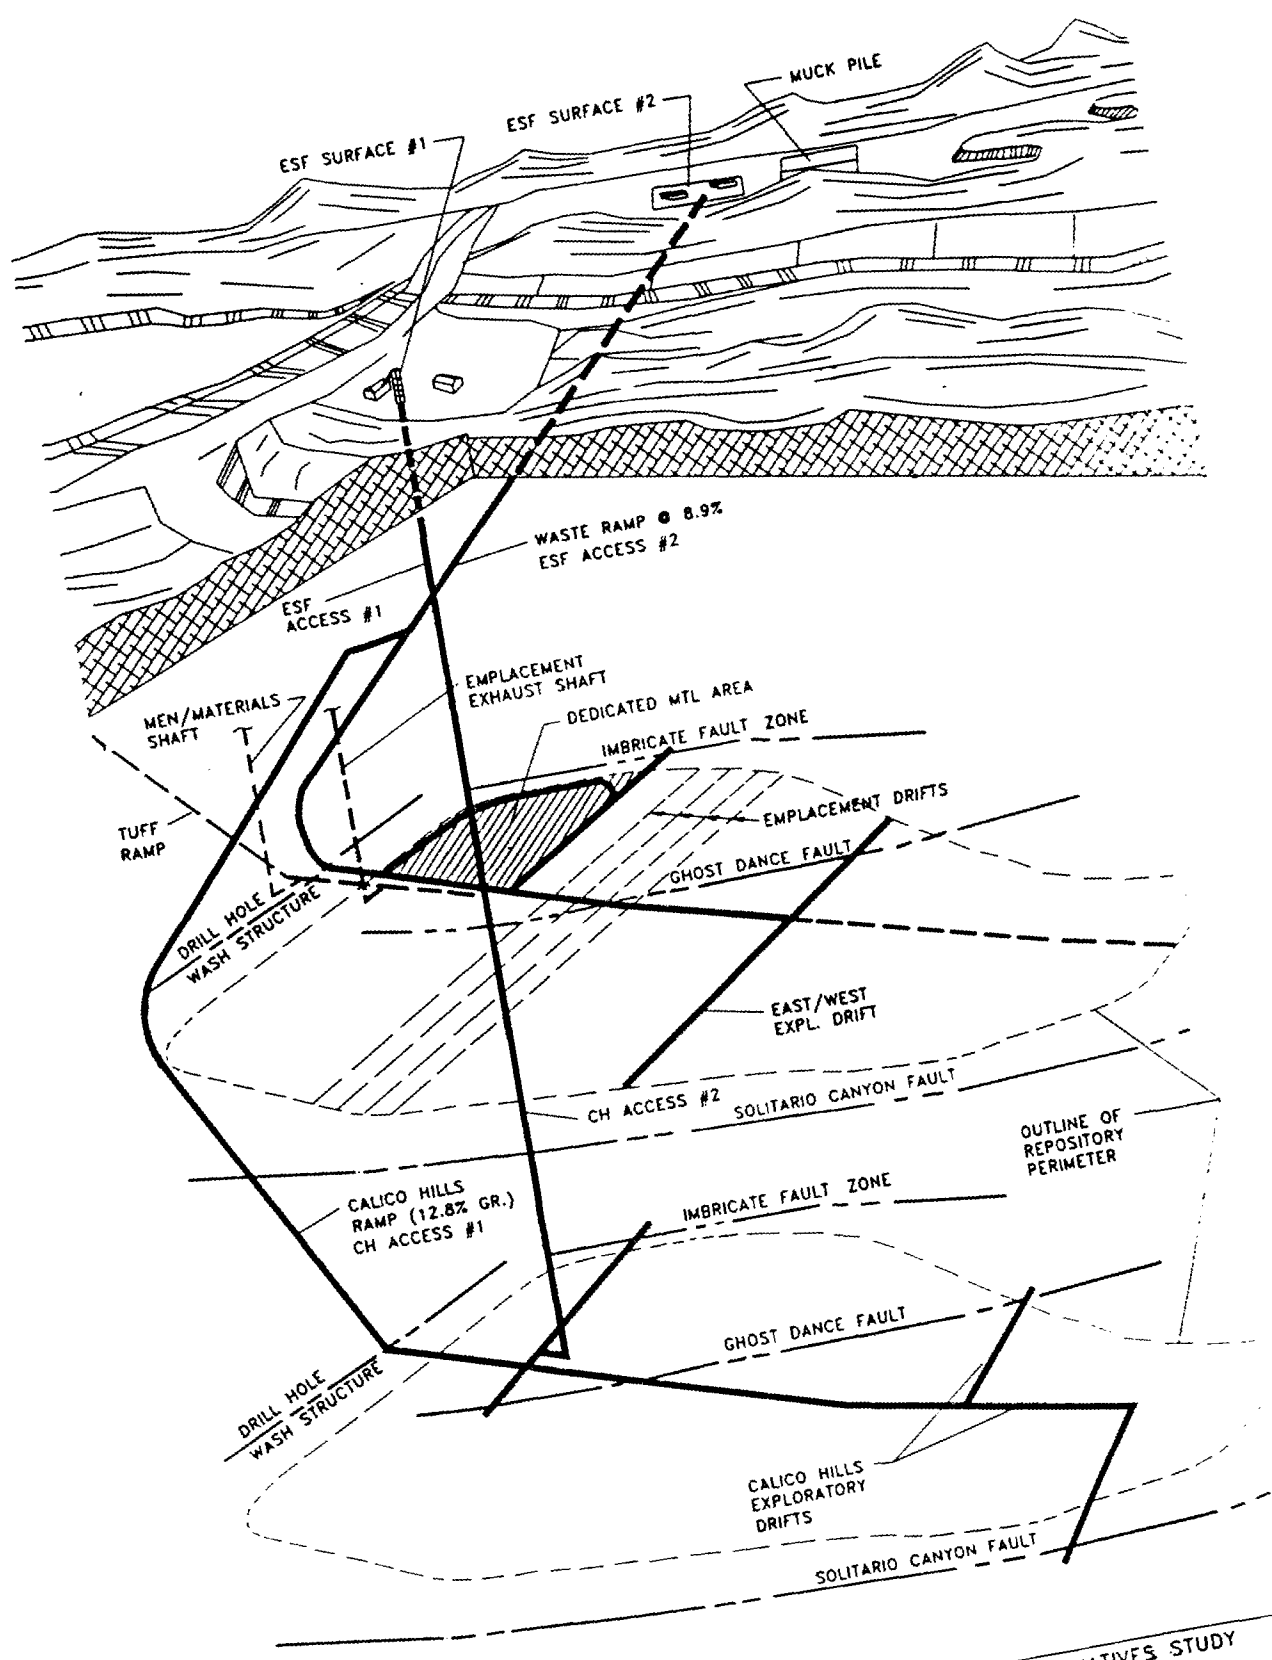 MUCK PILE
ESF SURFACE #2
ESF SURFACE #1
WASTE RAMP @ 8.9%
ESF ACCESS #2
ESF
ACCESS #1
EMPLACEMENT
EXHAUST SHAFT
MEN/MATERIALS
SHAFT
DEDICATED MTL AREA
IMBRICATE FAULT ZONE
TUFF
RAMP
EMPLACEMENT DRIFTS
GHOST DANCE FAULT
DRILL HOLE
WASH STRUCTURE
EAST/WEST
EXPL. DRIFT
CH ACCESS #2
SOLITARIO CANYON FAULT
OUTLINE OF
REPOSITORY
PERIMETER
CALICO HILLS
RAMP (12.8% GR.)
CH ACCESS #1
IMBRICATE FAULT ZONE
GHOST DANCE FAULT
DRILL HOLE
WASH STRUCTURE
CALICO HILLS
EXPLORATORY
DRIFTS
SOLITARIO CANYON FAULT
STUDY